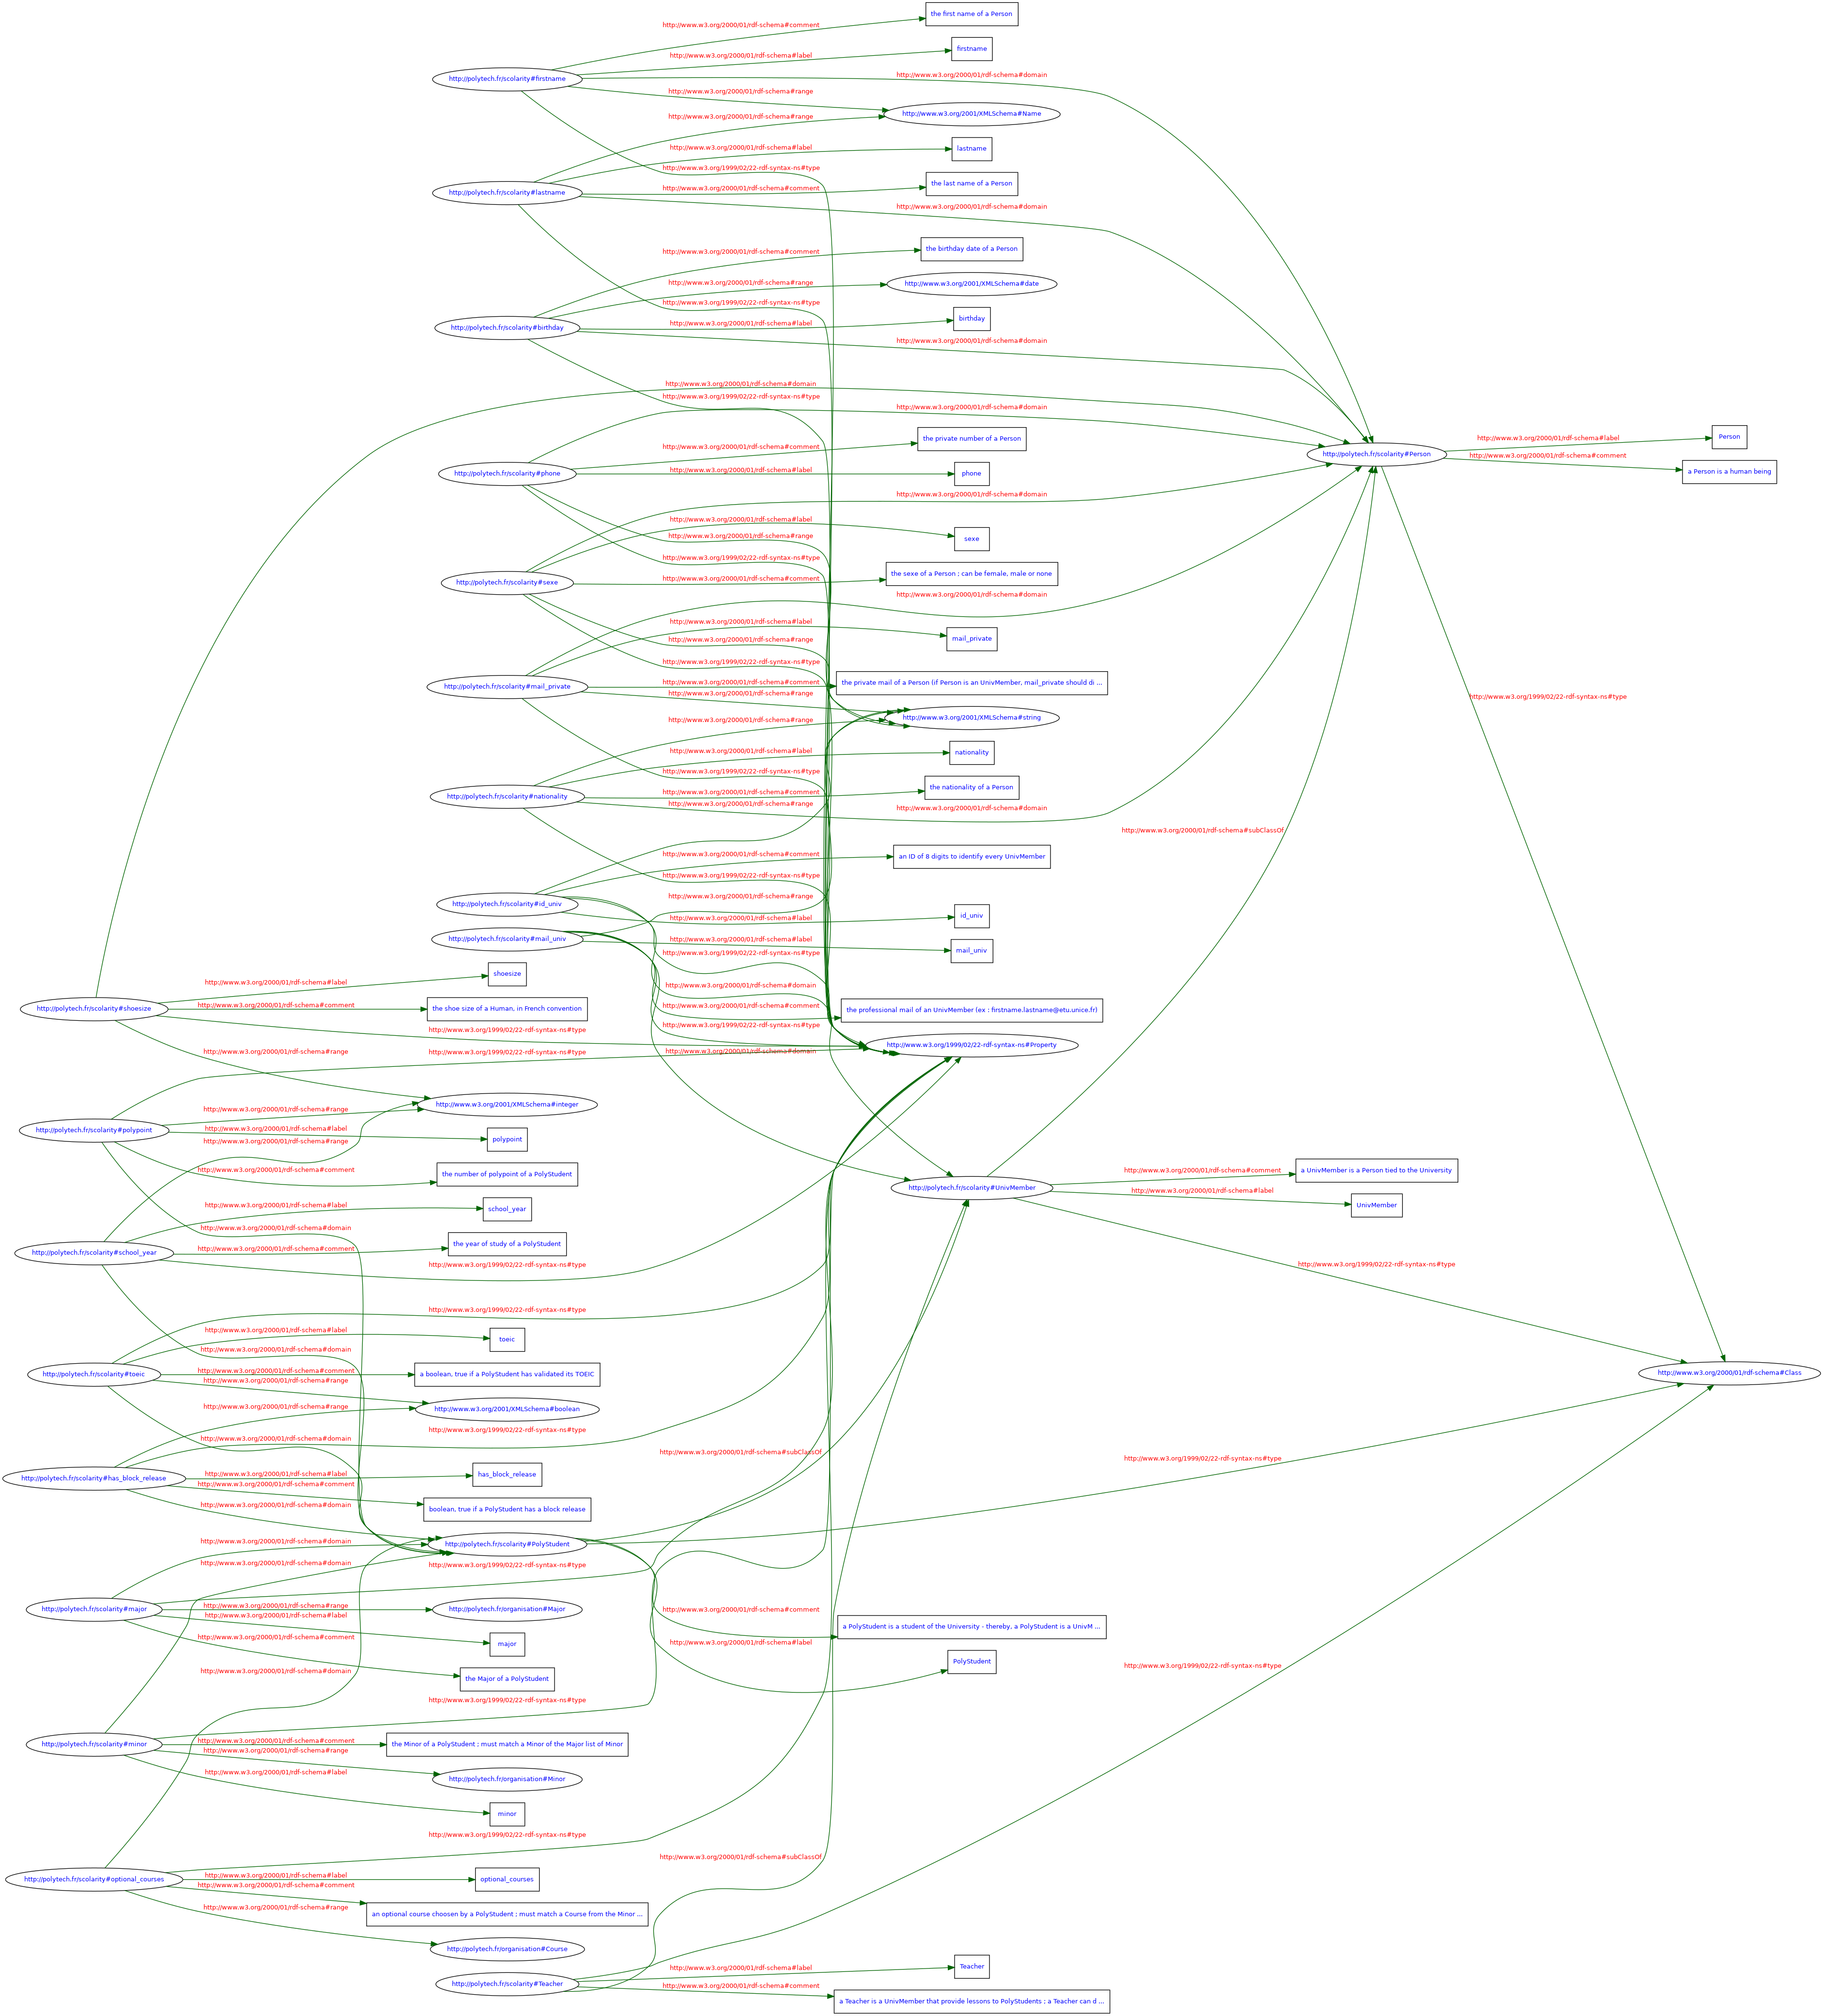 the first name of a Person
http://www.w3.org/2000/01/rdf-schema#comment
firstname
http://www.w3.org/2000/01/rdf-schema#label
http://www.w3.org/2000/01/rdf-schema#domain
http://polytech.fr/scolarity#firstname
http://www.w3.org/2000/01/rdf-schema#range
http://www.w3.org/2001/XMLSchema#Name
http://www.w3.org/2000/01/rdf-schema#range
http://www.w3.org/2000/01/rdf-schema#label
lastname
http://www.w3.org/1999/02/22-rdf-syntax-ns#type
the last name of a Person
http://www.w3.org/2000/01/rdf-schema#comment
http://polytech.fr/scolarity#lastname
http://www.w3.org/2000/01/rdf-schema#domain
the birthday date of a Person
http://www.w3.org/2000/01/rdf-schema#comment
http://www.w3.org/2000/01/rdf-schema#range
http://www.w3.org/2001/XMLSchema#date
http://www.w3.org/1999/02/22-rdf-syntax-ns#type
birthday
http://www.w3.org/2000/01/rdf-schema#label
http://polytech.fr/scolarity#birthday
http://www.w3.org/2000/01/rdf-schema#domain
http://www.w3.org/2000/01/rdf-schema#domain
http://www.w3.org/1999/02/22-rdf-syntax-ns#type
http://www.w3.org/2000/01/rdf-schema#domain
the private number of a Person
http://www.w3.org/2000/01/rdf-schema#label
Person
http://www.w3.org/2000/01/rdf-schema#comment
http://polytech.fr/scolarity#Person
http://www.w3.org/2000/01/rdf-schema#comment
a Person is a human being
http://polytech.fr/scolarity#phone
http://www.w3.org/2000/01/rdf-schema#label
phone
http://www.w3.org/2000/01/rdf-schema#domain
http://www.w3.org/2000/01/rdf-schema#label
http://www.w3.org/2000/01/rdf-schema#range
sexe
http://www.w3.org/1999/02/22-rdf-syntax-ns#type
the sexe of a Person ; can be female, male or none
http://www.w3.org/2000/01/rdf-schema#comment
http://polytech.fr/scolarity#sexe
http://www.w3.org/2000/01/rdf-schema#domain
http://www.w3.org/2000/01/rdf-schema#label
mail_private
http://www.w3.org/2000/01/rdf-schema#range
http://www.w3.org/1999/02/22-rdf-syntax-ns#type
http://www.w3.org/2000/01/rdf-schema#comment
the private mail of a Person (if Person is an UnivMember, mail_private should di ...
http://polytech.fr/scolarity#mail_private
http://www.w3.org/2000/01/rdf-schema#range
http://www.w3.org/1999/02/22-rdf-syntax-ns#type
http://www.w3.org/2001/XMLSchema#string
http://www.w3.org/2000/01/rdf-schema#range
http://www.w3.org/2000/01/rdf-schema#label
nationality
http://www.w3.org/1999/02/22-rdf-syntax-ns#type
the nationality of a Person
http://www.w3.org/2000/01/rdf-schema#comment
http://polytech.fr/scolarity#nationality
http://www.w3.org/2000/01/rdf-schema#range
http://www.w3.org/2000/01/rdf-schema#domain
http://www.w3.org/2000/01/rdf-schema#subClassOf
http://www.w3.org/2000/01/rdf-schema#comment
an ID of 8 digits to identify every UnivMember
http://www.w3.org/1999/02/22-rdf-syntax-ns#type
http://www.w3.org/2000/01/rdf-schema#range
http://polytech.fr/scolarity#id_univ
http://www.w3.org/2000/01/rdf-schema#label
id_univ
http://polytech.fr/scolarity#mail_univ
http://www.w3.org/2000/01/rdf-schema#label
mail_univ
http://www.w3.org/1999/02/22-rdf-syntax-ns#type
shoesize
http://www.w3.org/2000/01/rdf-schema#label
http://www.w3.org/2000/01/rdf-schema#domain
http://www.w3.org/2000/01/rdf-schema#comment
http://polytech.fr/scolarity#shoesize
http://www.w3.org/2000/01/rdf-schema#comment
the shoe size of a Human, in French convention
the professional mail of an UnivMember (ex : firstname.lastname@etu.unice.fr)
http://www.w3.org/1999/02/22-rdf-syntax-ns#type
http://www.w3.org/1999/02/22-rdf-syntax-ns#type
http://www.w3.org/1999/02/22-rdf-syntax-ns#Property
http://www.w3.org/2000/01/rdf-schema#range
http://www.w3.org/1999/02/22-rdf-syntax-ns#type
http://www.w3.org/2000/01/rdf-schema#domain
http://www.w3.org/2001/XMLSchema#integer
http://www.w3.org/2000/01/rdf-schema#range
http://polytech.fr/scolarity#polypoint
http://www.w3.org/2000/01/rdf-schema#label
polypoint
http://www.w3.org/2000/01/rdf-schema#range
http://www.w3.org/2000/01/rdf-schema#comment
the number of polypoint of a PolyStudent
http://www.w3.org/2000/01/rdf-schema#comment
a UnivMember is a Person tied to the University
http://polytech.fr/scolarity#UnivMember
http://www.w3.org/2000/01/rdf-schema#label
UnivMember
http://www.w3.org/2000/01/rdf-schema#label
school_year
http://www.w3.org/2000/01/rdf-schema#domain
the year of study of a PolyStudent
http://www.w3.org/2000/01/rdf-schema#comment
http://polytech.fr/scolarity#school_year
http://www.w3.org/1999/02/22-rdf-syntax-ns#type
http://www.w3.org/1999/02/22-rdf-syntax-ns#type
http://www.w3.org/1999/02/22-rdf-syntax-ns#type
http://www.w3.org/2000/01/rdf-schema#label
toeic
http://www.w3.org/2000/01/rdf-schema#domain
http://www.w3.org/2000/01/rdf-schema#comment
http://polytech.fr/scolarity#toeic
a boolean, true if a PolyStudent has validated its TOEIC
http://www.w3.org/2000/01/rdf-schema#Class
http://www.w3.org/2000/01/rdf-schema#range
http://www.w3.org/2000/01/rdf-schema#range
http://www.w3.org/2001/XMLSchema#boolean
http://www.w3.org/1999/02/22-rdf-syntax-ns#type
http://www.w3.org/2000/01/rdf-schema#domain
http://www.w3.org/2000/01/rdf-schema#subClassOf
http://www.w3.org/1999/02/22-rdf-syntax-ns#type
http://www.w3.org/2000/01/rdf-schema#label
has_block_release
http://polytech.fr/scolarity#has_block_release
http://www.w3.org/2000/01/rdf-schema#comment
http://www.w3.org/2000/01/rdf-schema#domain
boolean, true if a PolyStudent has a block release
http://www.w3.org/2000/01/rdf-schema#domain
http://polytech.fr/scolarity#PolyStudent
http://www.w3.org/2000/01/rdf-schema#domain
http://www.w3.org/1999/02/22-rdf-syntax-ns#type
http://www.w3.org/2000/01/rdf-schema#range
http://polytech.fr/scolarity#major
http://polytech.fr/organisation#Major
http://www.w3.org/2000/01/rdf-schema#comment
http://www.w3.org/2000/01/rdf-schema#label
a PolyStudent is a student of the University - thereby, a PolyStudent is a UnivM ...
http://www.w3.org/2000/01/rdf-schema#comment
major
http://www.w3.org/2000/01/rdf-schema#label
PolyStudent
http://www.w3.org/2000/01/rdf-schema#domain
the Major of a PolyStudent
http://www.w3.org/1999/02/22-rdf-syntax-ns#type
http://www.w3.org/1999/02/22-rdf-syntax-ns#type
http://www.w3.org/2000/01/rdf-schema#comment
http://polytech.fr/scolarity#minor
the Minor of a PolyStudent ; must match a Minor of the Major list of Minor
http://www.w3.org/2000/01/rdf-schema#range
http://www.w3.org/2000/01/rdf-schema#label
http://polytech.fr/organisation#Minor
minor
http://www.w3.org/1999/02/22-rdf-syntax-ns#type
http://www.w3.org/2000/01/rdf-schema#subClassOf
http://www.w3.org/2000/01/rdf-schema#label
http://polytech.fr/scolarity#optional_courses
optional_courses
http://www.w3.org/2000/01/rdf-schema#comment
http://www.w3.org/2000/01/rdf-schema#range
an optional course choosen by a PolyStudent ; must match a Course from the Minor ...
http://polytech.fr/organisation#Course
http://www.w3.org/2000/01/rdf-schema#label
Teacher
http://polytech.fr/scolarity#Teacher
http://www.w3.org/2000/01/rdf-schema#comment
a Teacher is a UnivMember that provide lessons to PolyStudents ; a Teacher can d ...